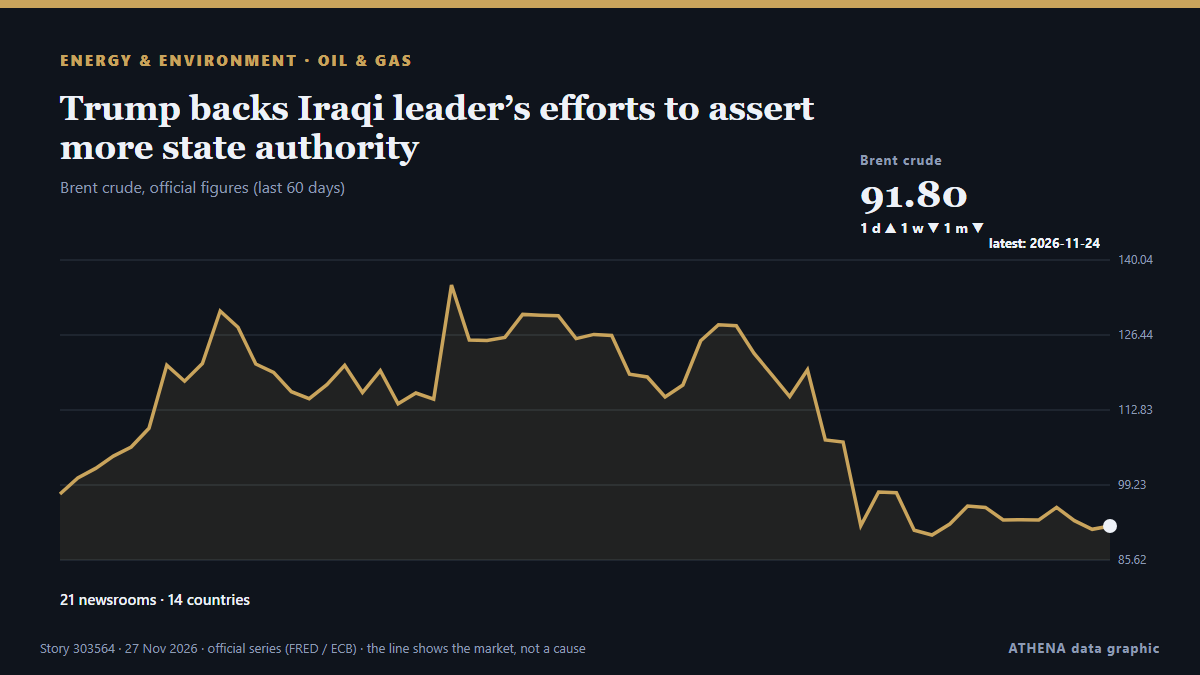 ENERGY & ENVIRONMENT · OIL & GAS
Trump backs Iraqi leader’s efforts to assert
more state authority
Brent crude, official figures (last 60 days)
Brent crude
91.80
1 d ▲ 1 w ▼ 1 m ▼
latest: 2026-11-24
140.04
126.44
112.83
99.23
85.62
21 newsrooms · 14 countries
Story 303564 · 27 Nov 2026 · official series (FRED / ECB) · the line shows the market, not a cause
ATHENA data graphic